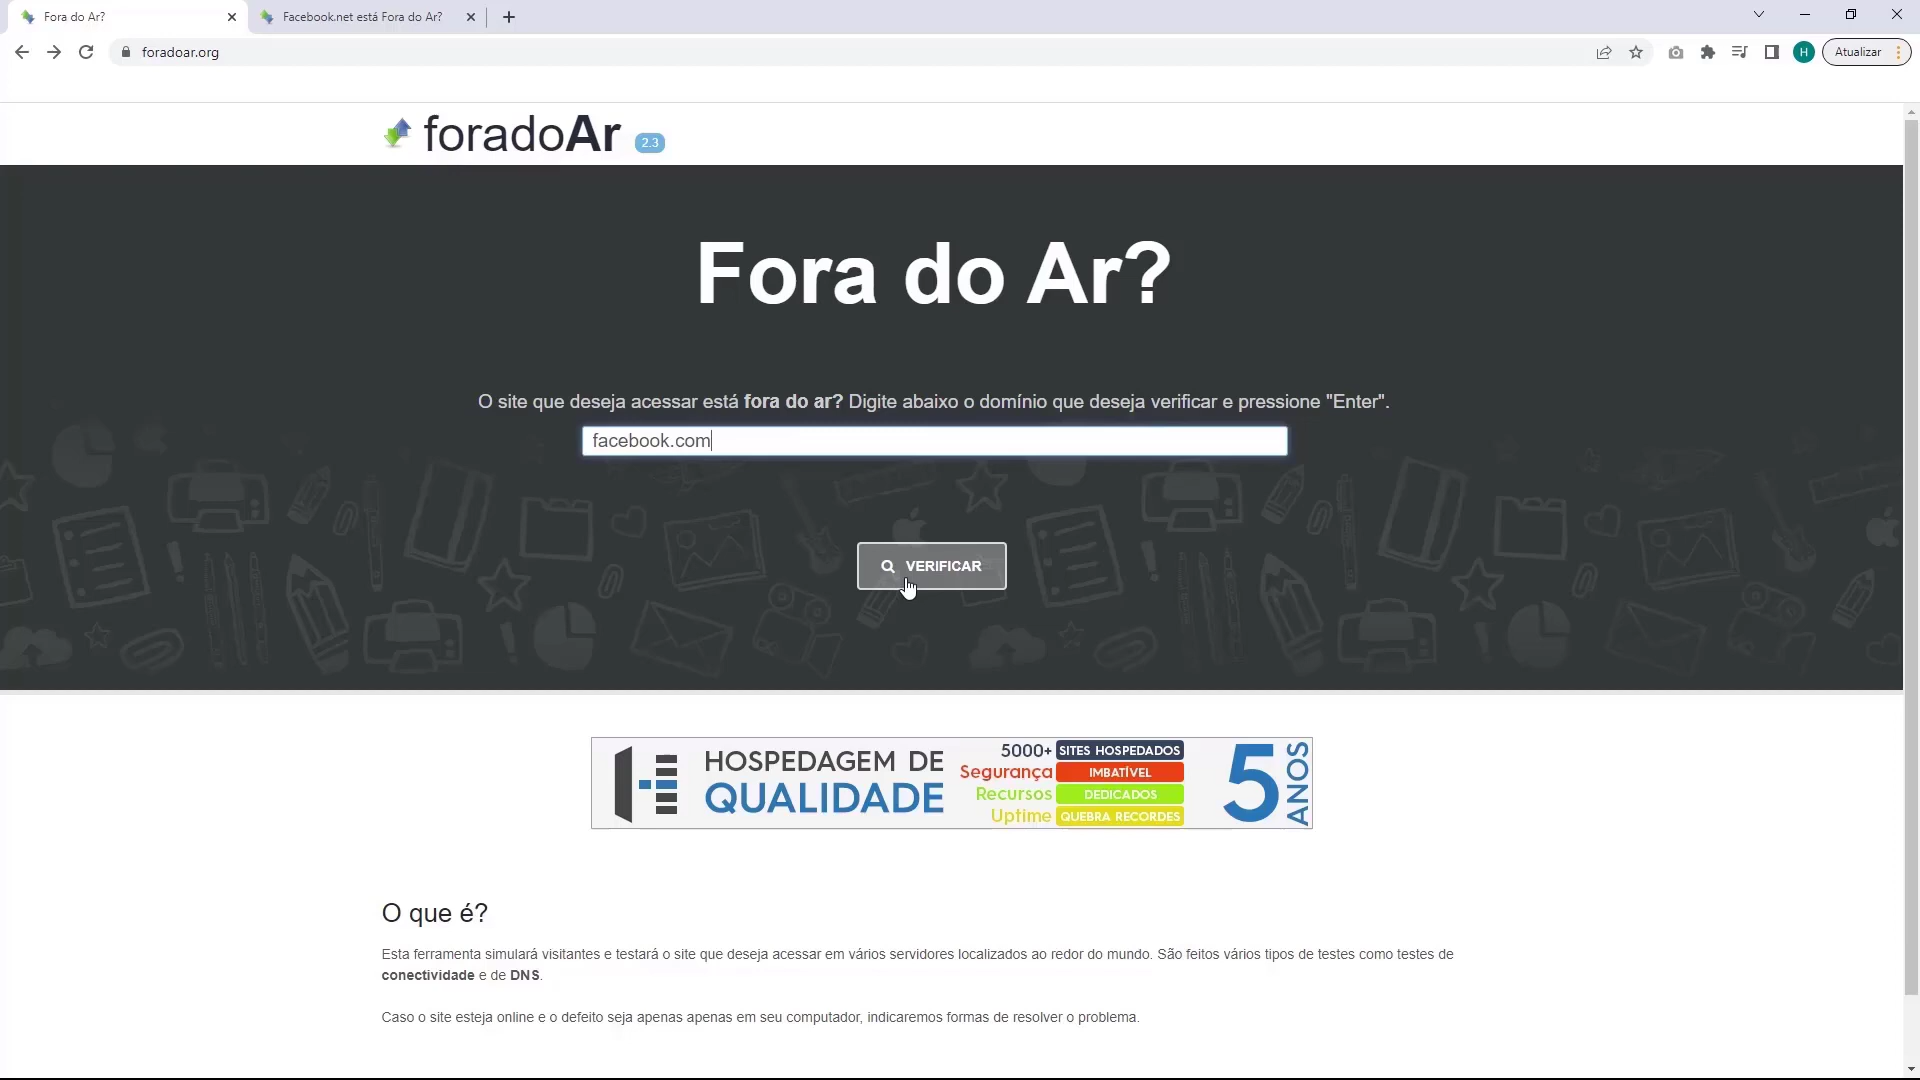 Fora do Ar?
Facebook.net está Fora do Ar?
foradoar.org
H
Atualizar
foradoAr 2.3
Fora do Ar?
O site que deseja acessar está fora do ar? Digite abaixo o domínio que deseja verificar e pressione "Enter".
facebook.com
VERIFICAR
HOSPEDAGEM DE
QUALIDADE
5000+ SITES HOSPEDADOS
Segurança IMBATÍVEL
Recursos DEDICADOS
Uptime QUEBRA RECORDES
5 ANOS
O que é?
Esta ferramenta simulará visitantes e testará o site que deseja acessar em vários servidores localizados ao redor do mundo. São feitos vários tipos de testes como testes de
conectividade e de DNS.
Caso o site esteja online e o defeito seja apenas apenas em seu computador, indicaremos formas de resolver o problema.